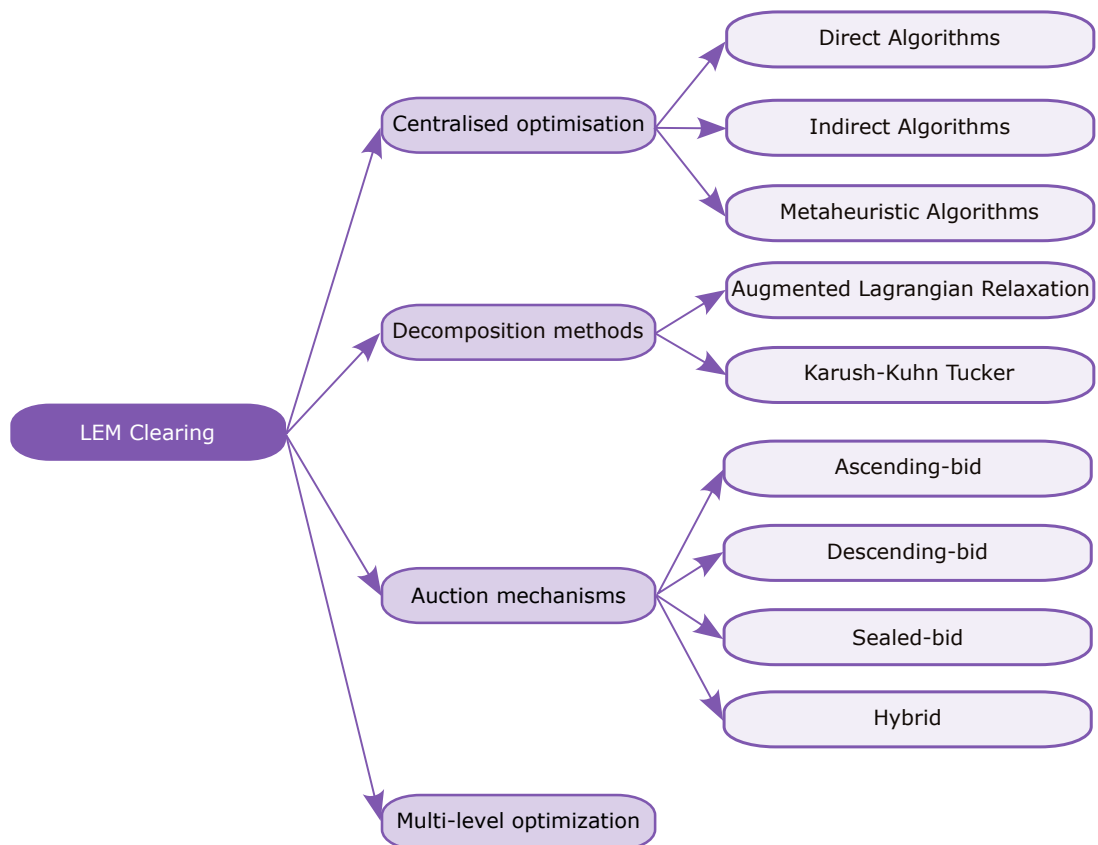 LEM Clearing
Centralised optimisation
Direct Algorithms
Indirect Algorithms
Metaheuristic Algorithms
Decomposition methods
Augmented Lagrangian Relaxation
Karush-Kuhn Tucker
Auction mechanisms
Ascending-bid
Descending-bid
Sealed-bid
Hybrid
Multi-level optimization